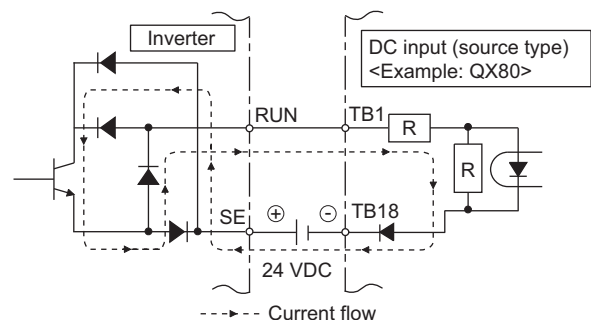 Inverter
DC input (source type)
<Example: QX80>
RUN
TB1
R
R
SE
⊕
⊖
TB18
24 VDC
Current flow